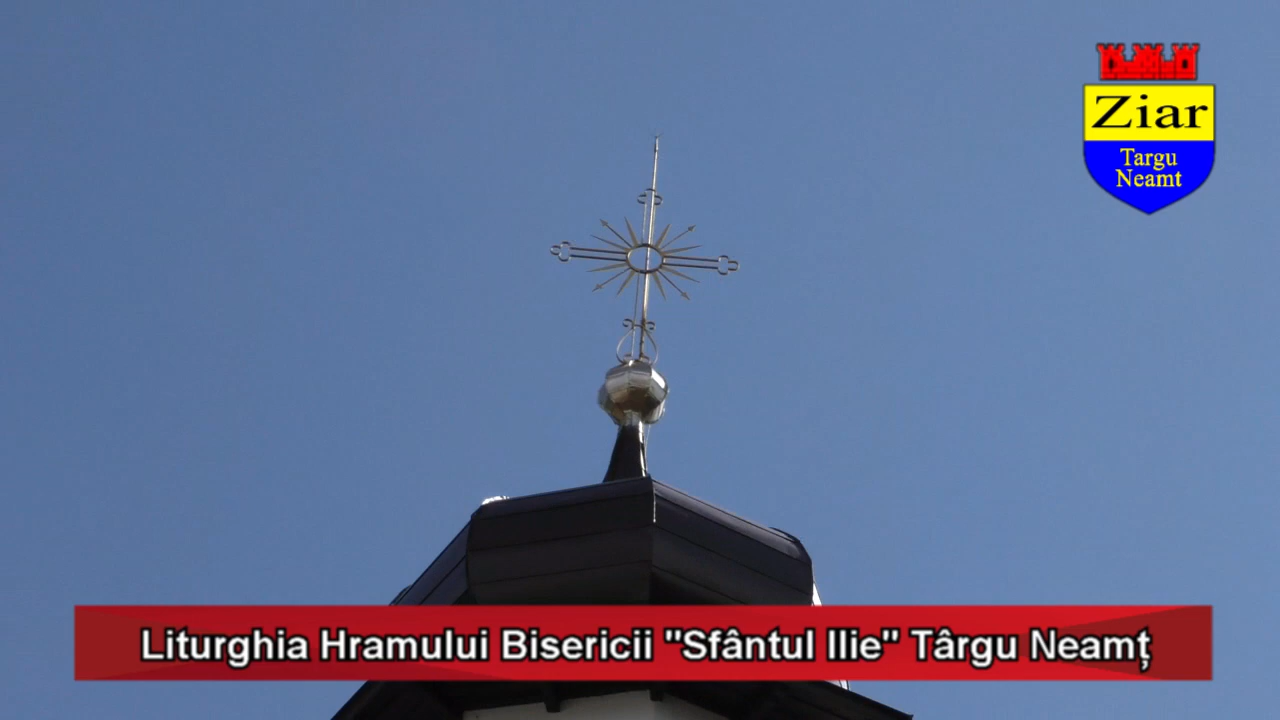 Ziar
Targu
Neamt
Liturghia Hramului Bisericii "Sfântul Ilie" Târgu Neamț